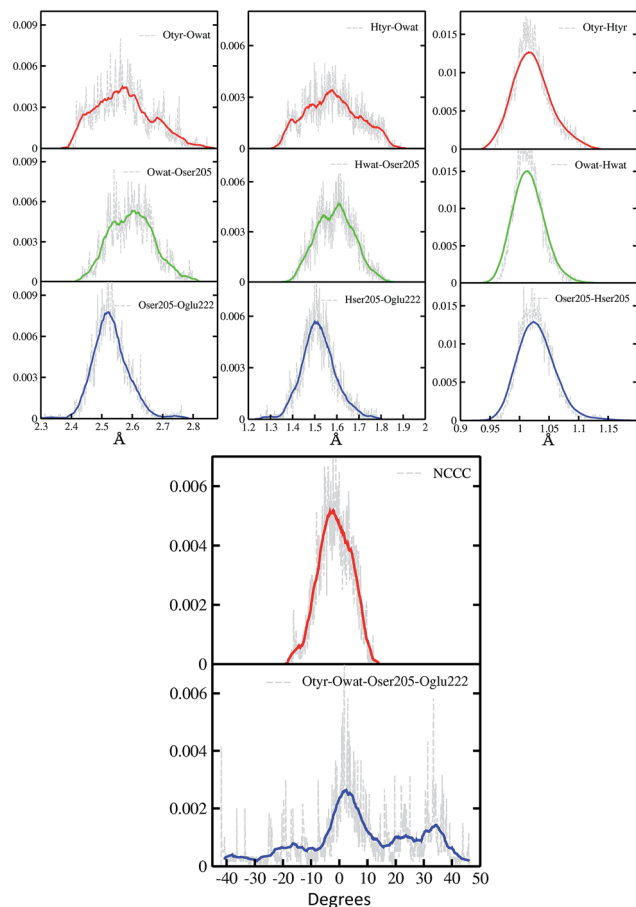 0.009
Otyr-Owat
0.006
0.003
0
0.009
Owat-Oser205
0.006
0.003
0
0.009
Oser205-Oglu222
0.006
0.003
0
2.3 2.4 2.5 2.6 2.7 2.8
Å
Htyr-Owat
0.006
0.003
0
Hwat-Oser205
0.006
0.003
0
Hser205-Oglu222
0.006
0.003
0
1.2 1.3 1.4 1.5 1.6 1.7 1.8 1.9 2
Å
Otyr-Htyr
0.015
0.01
0.005
0
Owat-Hwat
0.015
0.01
0.005
0
Oser205-Hser205
0.015
0.01
0.005
0
0.9 0.95 1 1.05 1.1 1.15
Å
NCCC
0.006
0.004
0.002
0
Otyr-Owat-Oser205-Oglu222
0.006
0.004
0.002
0
-40 -30 -20 -10 0 10 20 30 40 50
Degrees